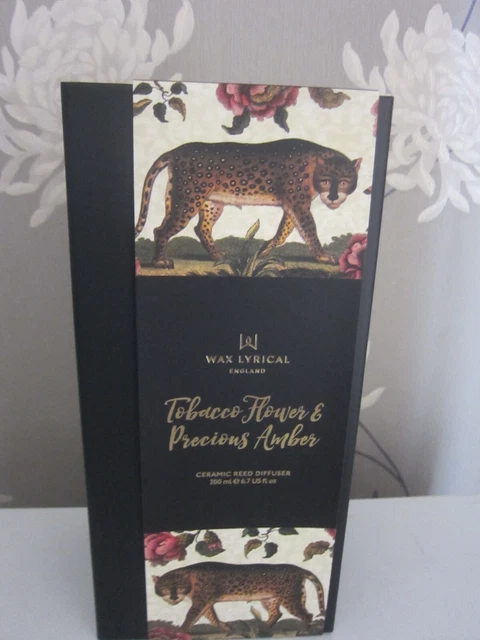 WAX LYRICAL
ENGLAND
Tobacco Flower &
Precious Amber
CERAMIC REED DIFFUSER
200 ml ℮ 6.7 US fl oz